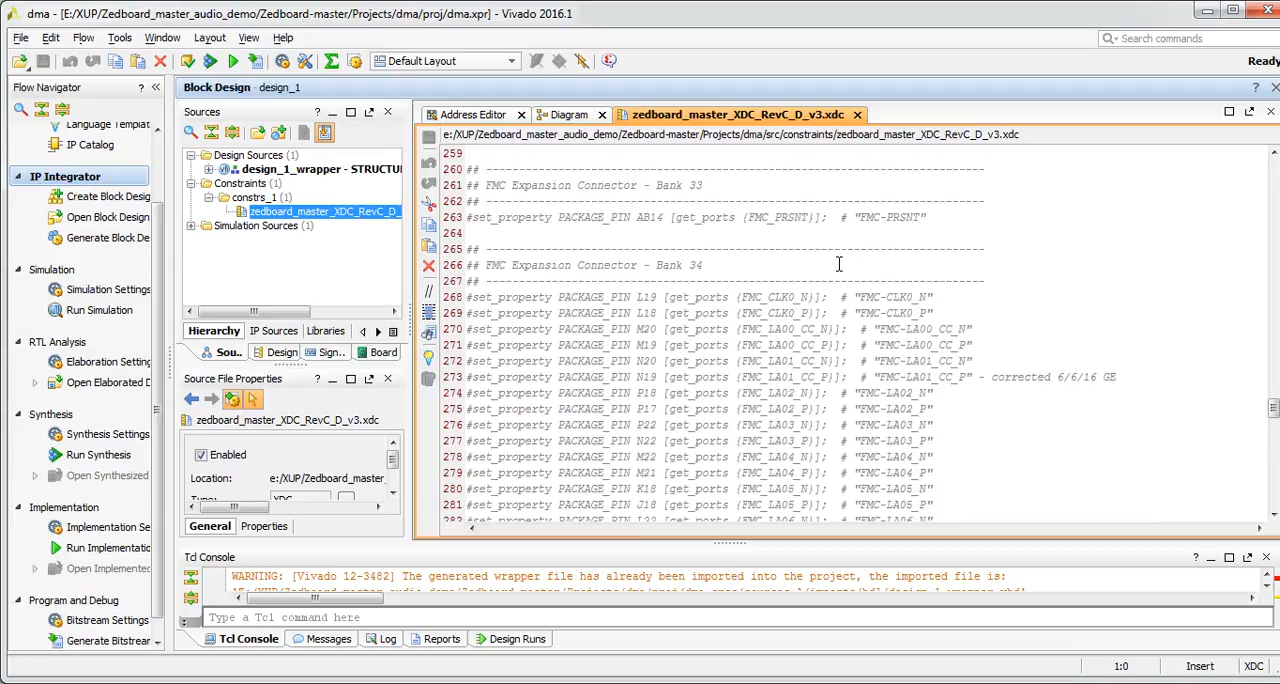 dma - [E:/XUP/Zedboard_master_audio_demo/Zedboard-master/Projects/dma/proj/dma.xpr] - Vivado 2016.1
File Edit Flow Tools Window Layout View Help
Search commands
Default Layout
Ready
Flow Navigator ? «
Block Design - design_1
Language Templat
IP Catalog
IP Integrator
Create Block Desig
Open Block Design
Generate Block De
Simulation
Simulation Settings
Run Simulation
RTL Analysis
Elaboration Setting
Open Elaborated D
Synthesis
Synthesis Settings
Run Synthesis
Open Synthesized
Implementation
Implementation Se
Run Implementatio
Open Implemented
Program and Debug
Bitstream Settings
Generate Bitstrear
Sources
Design Sources (1)
design_1_wrapper - STRUCTU
Constraints (1)
constrs_1 (1)
zedboard_master_XDC_RevC_D_
Simulation Sources (1)
Hierarchy IP Sources Libraries
Sou... Design Sign.. Board
Source File Properties
zedboard_master_XDC_RevC_D_v3.xdc
Enabled
Location: e:/XUP/Zedboard_master
Type: XDC
General Properties
Address Editor Diagram zedboard_master_XDC_RevC_D_v3.xdc
e:/XUP/Zedboard_master_audio_demo/Zedboard-master/Projects/dma/src/constraints/zedboard_master_XDC_RevC_D_v3.xdc
259
260 ## ----------------------------------------------------------------------------
261 ## FMC Expansion Connector - Bank 33
262 ## ----------------------------------------------------------------------------
263 #set_property PACKAGE_PIN AB14 [get_ports {FMC_PRSNT}]; # "FMC-PRSNT"
264
265 ## ----------------------------------------------------------------------------
266 ## FMC Expansion Connector - Bank 34
267 ## ----------------------------------------------------------------------------
268 #set_property PACKAGE_PIN L19 [get_ports {FMC_CLK0_N}]; # "FMC-CLK0_N"
269 #set_property PACKAGE_PIN L18 [get_ports {FMC_CLK0_P}]; # "FMC-CLK0_P"
270 #set_property PACKAGE_PIN M20 [get_ports {FMC_LA00_CC_N}]; # "FMC-LA00_CC_N"
271 #set_property PACKAGE_PIN M19 [get_ports {FMC_LA00_CC_P}]; # "FMC-LA00_CC_P"
272 #set_property PACKAGE_PIN N20 [get_ports {FMC_LA01_CC_N}]; # "FMC-LA01_CC_N"
273 #set_property PACKAGE_PIN N19 [get_ports {FMC_LA01_CC_P}]; # "FMC-LA01_CC_P" - corrected 6/6/16 GE
274 #set_property PACKAGE_PIN P18 [get_ports {FMC_LA02_N}]; # "FMC-LA02_N"
275 #set_property PACKAGE_PIN P17 [get_ports {FMC_LA02_P}]; # "FMC-LA02_P"
276 #set_property PACKAGE_PIN P22 [get_ports {FMC_LA03_N}]; # "FMC-LA03_N"
277 #set_property PACKAGE_PIN N22 [get_ports {FMC_LA03_P}]; # "FMC-LA03_P"
278 #set_property PACKAGE_PIN M22 [get_ports {FMC_LA04_N}]; # "FMC-LA04_N"
279 #set_property PACKAGE_PIN M21 [get_ports {FMC_LA04_P}]; # "FMC-LA04_P"
280 #set_property PACKAGE_PIN K18 [get_ports {FMC_LA05_N}]; # "FMC-LA05_N"
281 #set_property PACKAGE_PIN J18 [get_ports {FMC_LA05_P}]; # "FMC-LA05_P"
282 #set_property PACKAGE_PIN L22 [get_ports {FMC_LA06_N}]; # "FMC-LA06_N"
Tcl Console
WARNING: [Vivado 12-3482] The generated wrapper file has already been imported into the project, the imported file is:
Type a Tcl command here
Tcl Console Messages Log Reports Design Runs
1:0 Insert XDC